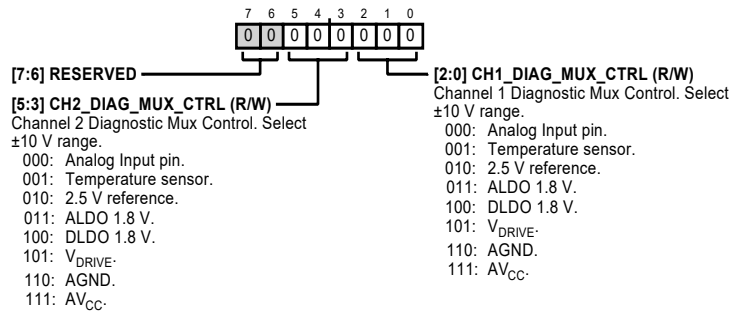 7 6 5 4 3 2 1 0
0 0 0 0 0 0 0 0
[7:6] RESERVED
[5:3] CH2_DIAG_MUX_CTRL (R/W)
Channel 2 Diagnostic Mux Control. Select
±10 V range.
000: Analog Input pin.
001: Temperature sensor.
010: 2.5 V reference.
011: ALDO 1.8 V.
100: DLDO 1.8 V.
101: VDRIVE.
110: AGND.
111: AVCC.
[2:0] CH1_DIAG_MUX_CTRL (R/W)
Channel 1 Diagnostic Mux Control. Select
±10 V range.
000: Analog Input pin.
001: Temperature sensor.
010: 2.5 V reference.
011: ALDO 1.8 V.
100: DLDO 1.8 V.
101: VDRIVE.
110: AGND.
111: AVCC.